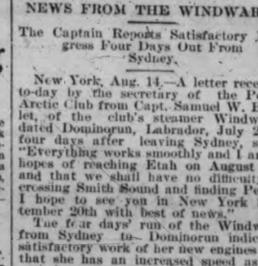 NEWS FROM THE WINDWA
The Captain Reports Satisfactory
gress Four Days Out From
Sydney.
New York, Aug. 14.—A letter rece
to-day by the secretary of the P
Arctic Club from Capt. Samuel W. B
let, of the club's steamer Windw
dated Dominorun, Labrador, July 2
four days after leaving Sydney, s
"Everything works smoothly and I a
hopes of reaching Etah on August
and that we shall have no difficul
crossing Smith Sound and finding Pe
I hope to see you in New York
tember 20th with best of news."
The four days' run of the Windw
from Sydney to Dominorun indic
satisfactory work of her new engines
that she has an increased speed as